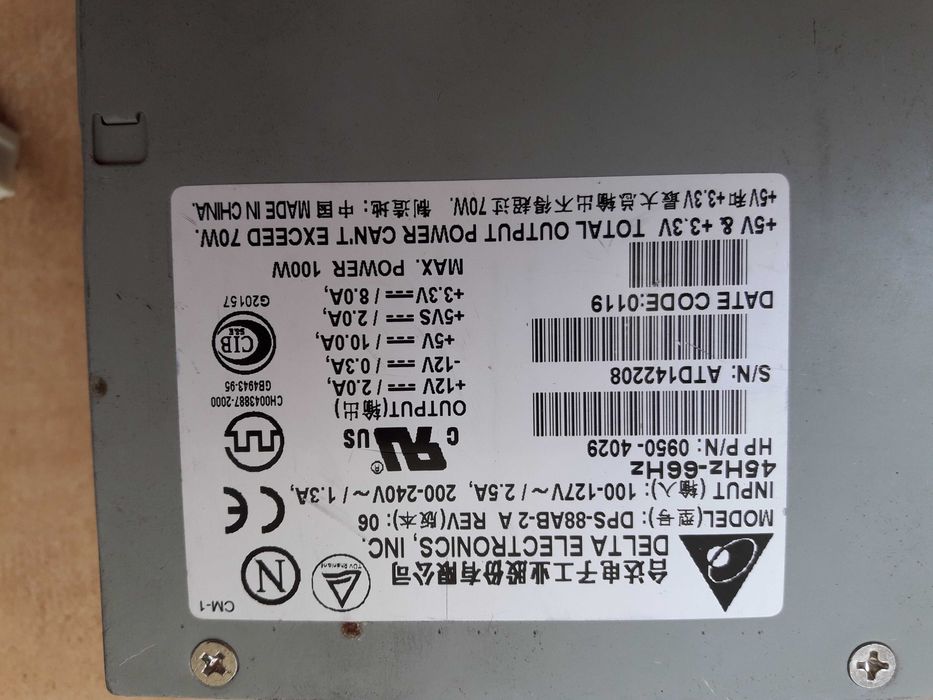 台达电子工业股份有限公司
DELTA ELECTRONICS, INC.
MODEL(型号): DPS-88AB-2 A REV(版本): 06
INPUT (输入): 100-127V～/ 2.5A, 200-240V～/ 1.3A,
45Hz-66Hz
HP P/N: 0950-4029
S/N: ATD142208
DATE CODE:0119
C US
®
OUTPUT(输出)
+12V ⎓ / 2.0A,
-12V ⎓ / 0.3A,
+5V ⎓ / 10.0A,
+5VS ⎓ / 2.0A,
+3.3V ⎓ / 8.0A,
MAX. POWER 100W
+5V & +3.3V TOTAL OUTPUT POWER CAN'T EXCEED 70W.
+5V和+3.3V最大总输出不得超过70W. 制造地: 中国 MADE IN CHINA.
CM-1
TÜV Rheinland
N
CE
CH0043887-2000
GB4943-95
CIB
S&E
G20157